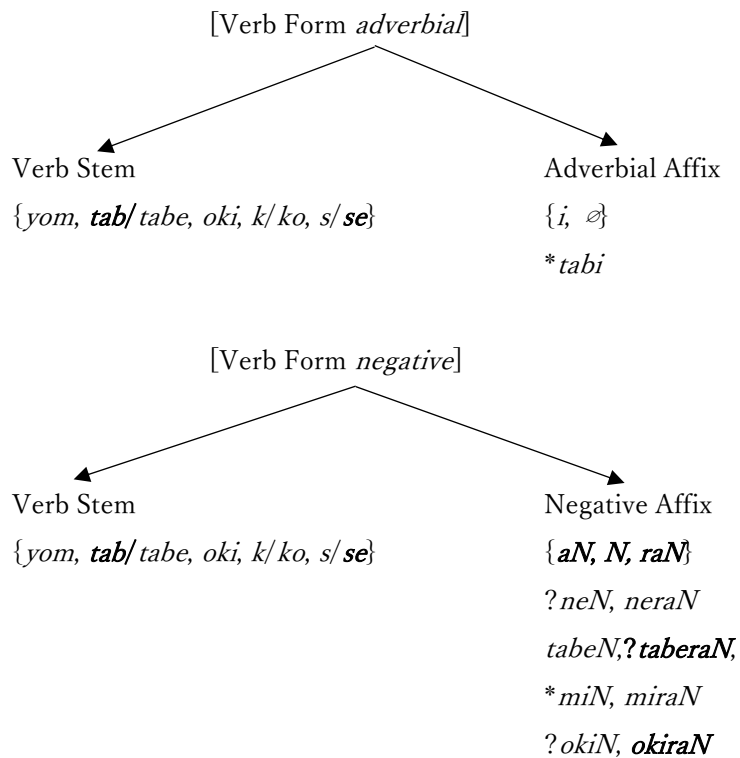 [Verb Form adverbial]
Verb Stem Adverbial Affix
{yom, tab/tabe, oki, k/ko, s/se} {i, ∅}
*tabi
[Verb Form negative]
Verb Stem Negative Affix
{yom, tab/tabe, oki, k/ko, s/se} {aN, N, raN}
?neN, neraN
tabeN,?taberaN,
*miN, miraN
?okiN, okiraN